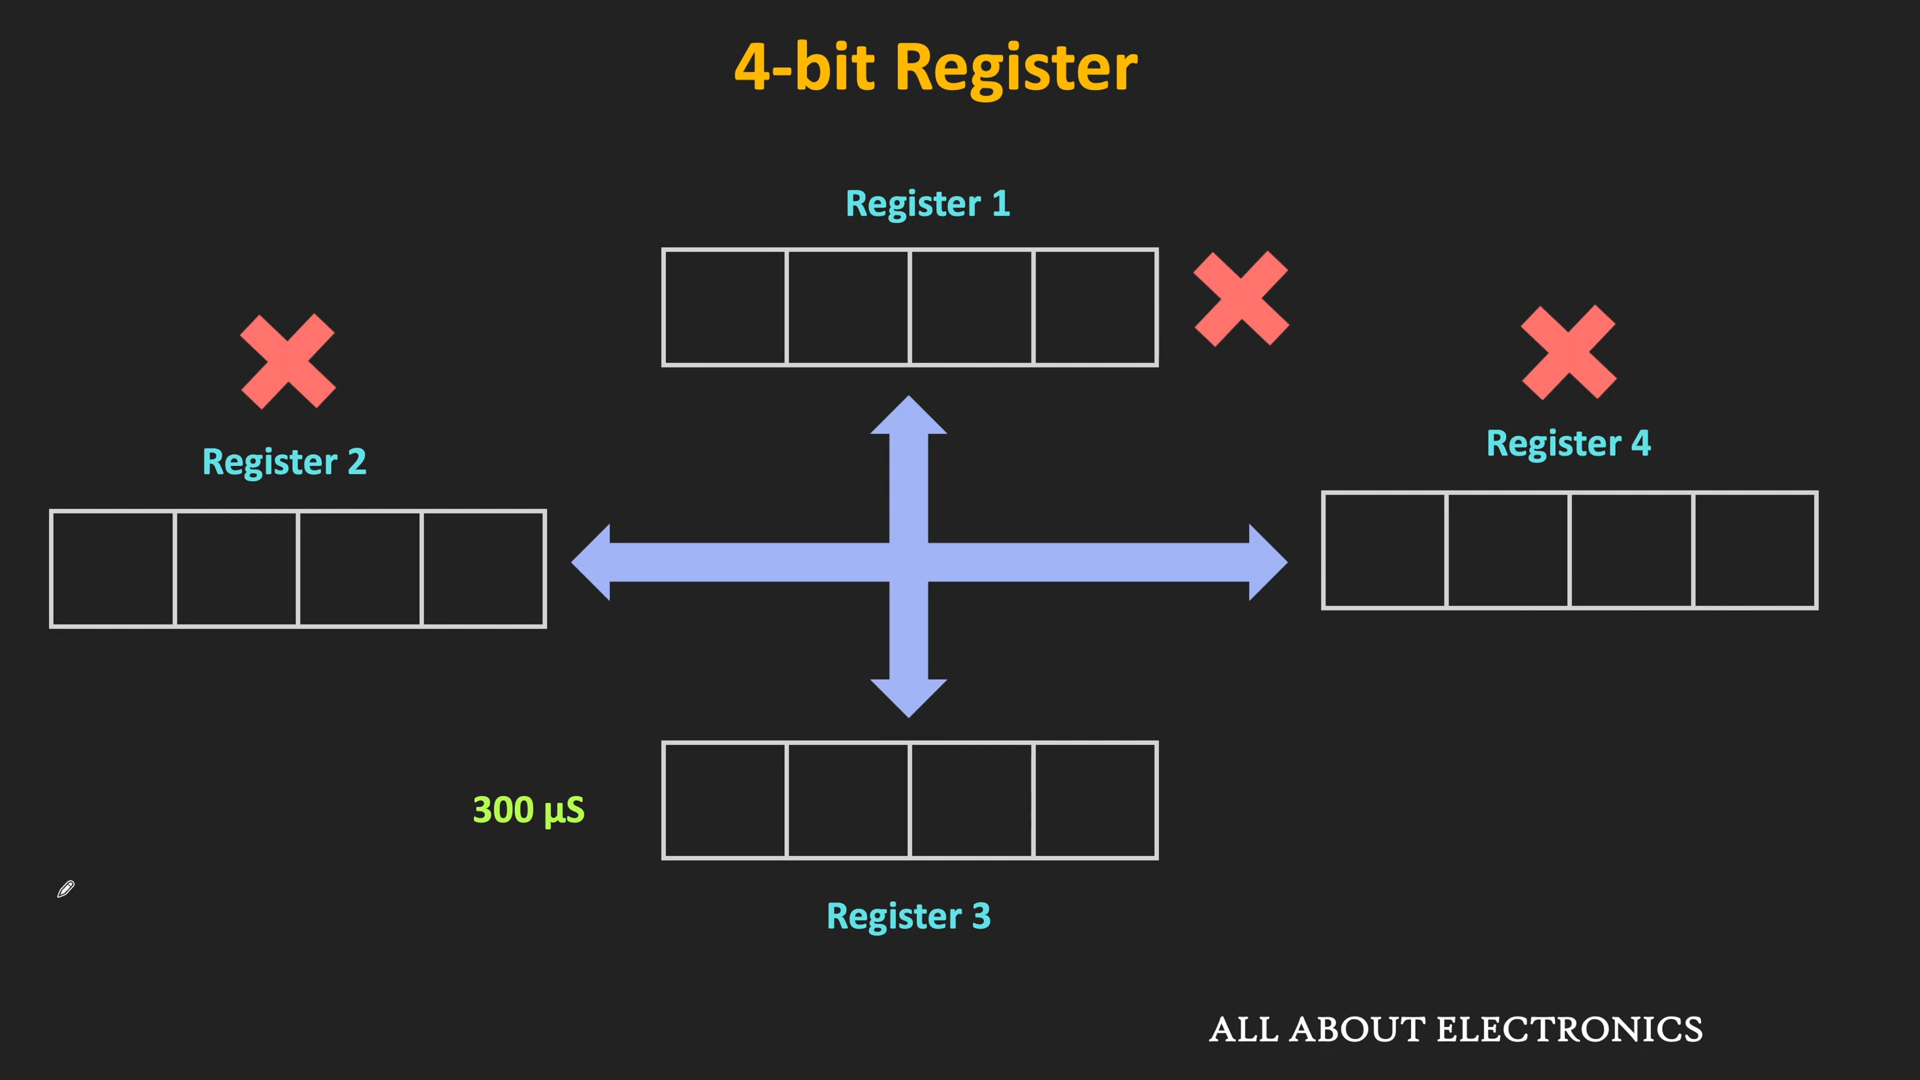 4-bit Register
Register 1
Register 2
Register 4
300 µS
Register 3
ALL ABOUT ELECTRONICS